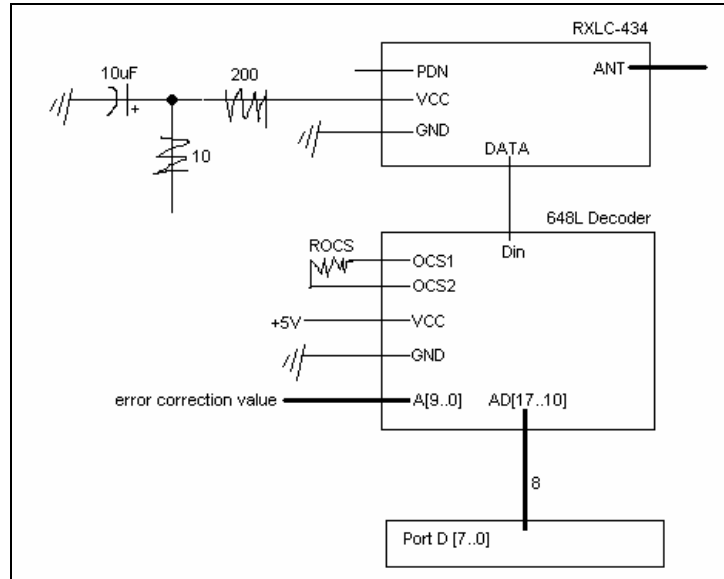 RXLC-434
PDN
ANT
10uF
+
200
VCC
GND
10
DATA
648L Decoder
Din
ROCS
OCS1
OCS2
+5V
VCC
GND
error correction value
A[9..0]
AD[17..10]
8
Port D [7..0]